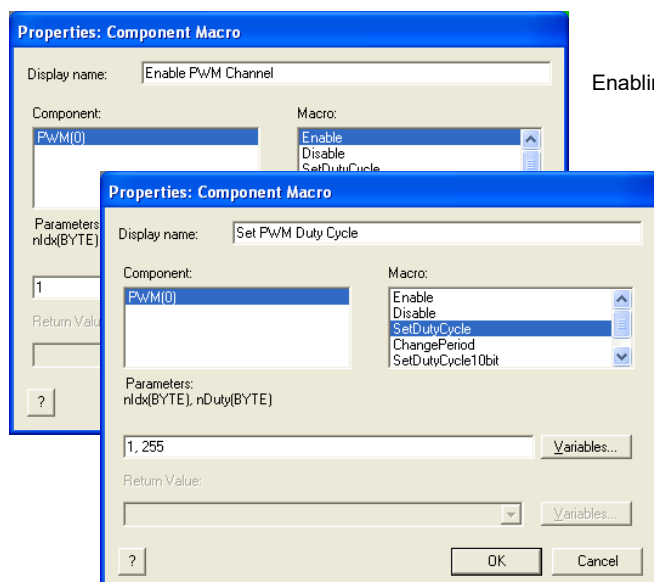 Properties: Component Macro
Display name: Enable PWM Channel
Component: Macro:
PWM(0) Enable
Disable
SetDutyCycle
Parameters
nIdx(BYTE)
1
Return Valu
?
Enablin
Properties: Component Macro
Display name: Set PWM Duty Cycle
Component: Macro:
PWM(0) Enable
Disable
SetDutyCycle
ChangePeriod
SetDutyCycle10bit
Parameters:
nIdx(BYTE), nDuty(BYTE)
1, 255 Variables...
Return Value:
Variables...
? OK Cancel